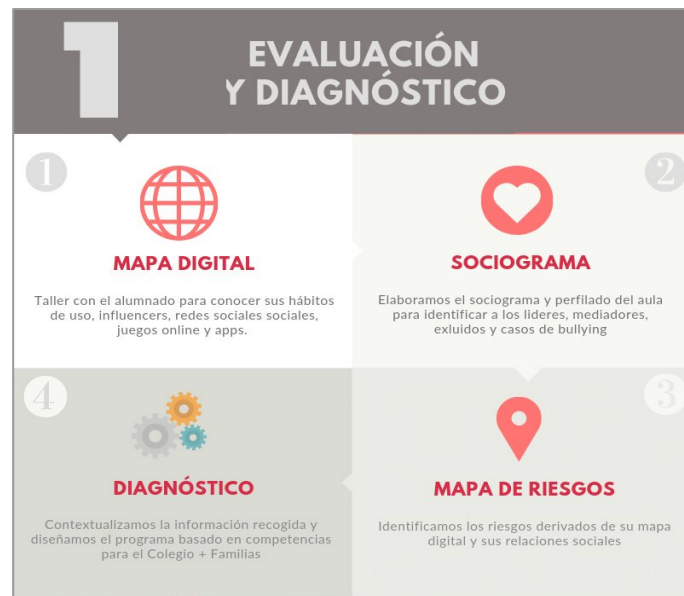 1
EVALUACIÓN
Y DIAGNÓSTICO
1
MAPA DIGITAL
Taller con el alumnado para conocer sus hábitos
de uso, influencers, redes sociales sociales,
juegos online y apps.
2
SOCIOGRAMA
Elaboramos el sociograma y perfilado del aula
para identificar a los lideres, mediadores,
exluidos y casos de bullying
3
MAPA DE RIESGOS
Identificamos los riesgos derivados de su mapa
digital y sus relaciones sociales
4
DIAGNÓSTICO
Contextualizamos la información recogida y
diseñamos el programa basado en competencias
para el Colegio + Familias